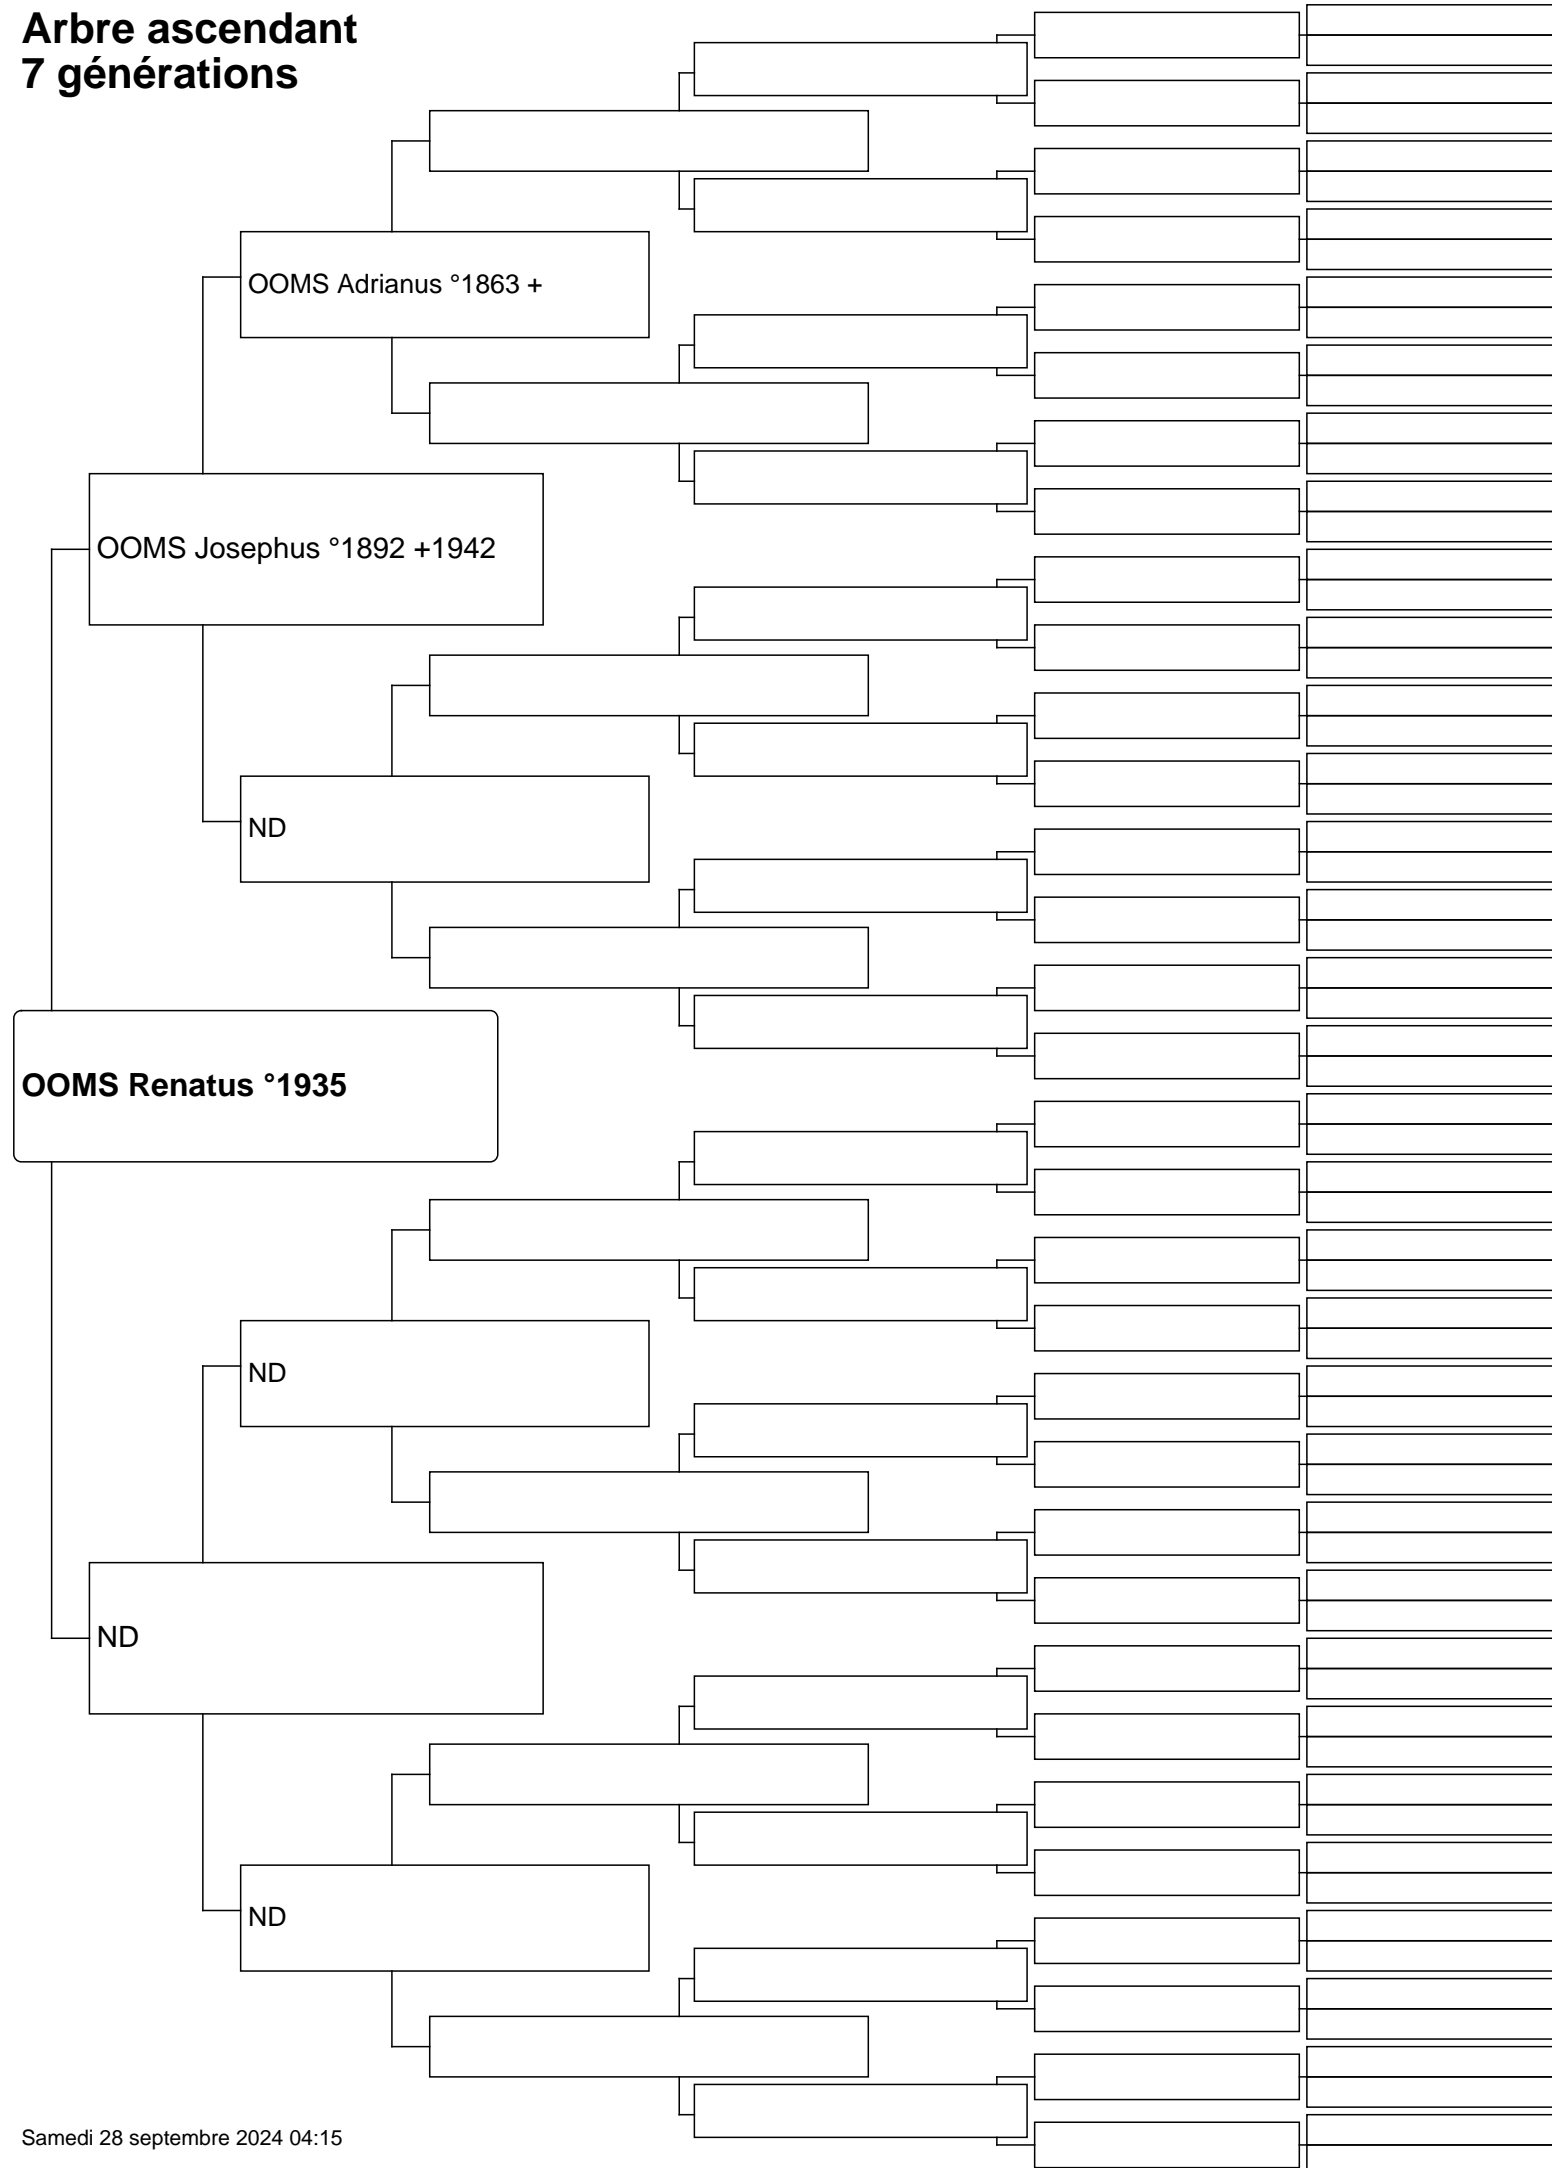 Arbre ascendant
7 générations
OOMS Adrianus °1863 +
OOMS Josephus °1892 +1942
ND
OOMS Renatus °1935
ND
ND
ND
Samedi 28 septembre 2024 04:15